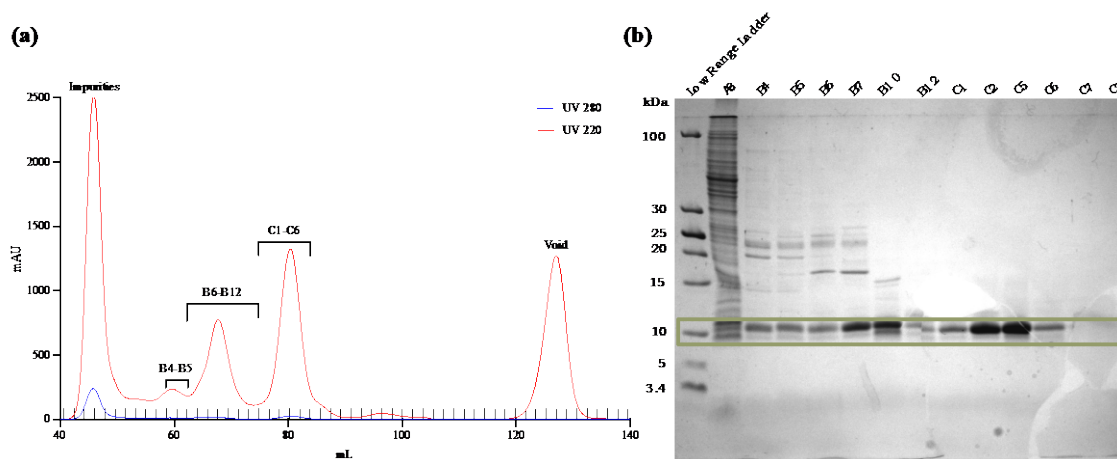 (a)
Impurities
UV 280
UV 220
C1-C6
B6-B12
B4-B5
Void
mAU
2500
2000
1500
1000
500
0
40
60
80
100
120
140
mL
(b)
Low Range Ladder
A8
B4
B5
B6
B7
B10
B12
C1
C2
C5
C6
C7
kDa
100
30
25
20
15
10
5
3.4